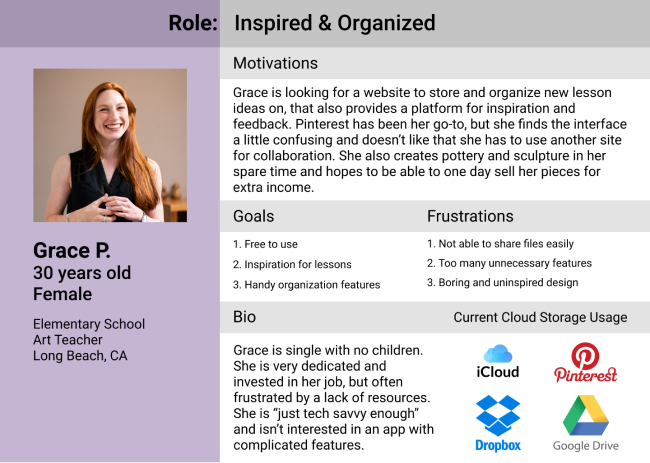 Role: Inspired & Organized
Grace P.
30 years old
Female
Elementary School
Art Teacher
Long Beach, CA
Motivations
Grace is looking for a website to store and organize new lesson
ideas on, that also provides a platform for inspiration and
feedback. Pinterest has been her go-to, but she finds the interface
a little confusing and doesn't like that she has to use another site
for collaboration. She also creates pottery and sculpture in her
spare time and hopes to be able to one day sell her pieces for
extra income.
Goals
1. Free to use
2. Inspiration for lessons
3. Handy organization features
Frustrations
1. Not able to share files easily
2. Too many unnecessary features
3. Boring and uninspired design
Bio
Grace is single with no children.
She is very dedicated and
invested in her job, but often
frustrated by a lack of resources.
She is “just tech savvy enough”
and isn't interested in an app with
complicated features.
Current Cloud Storage Usage
iCloud
Pinterest
Dropbox
Google Drive